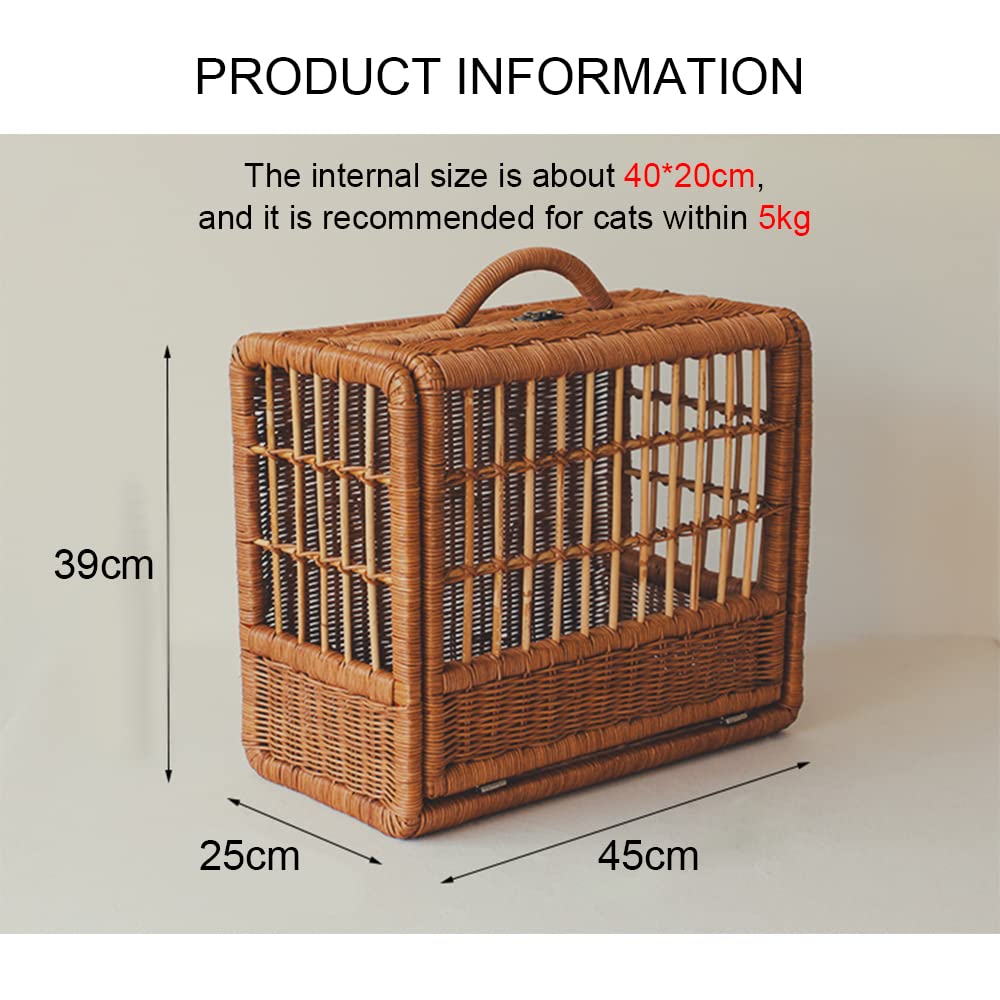 PRODUCT INFORMATION
The internal size is about 40*20cm,
and it is recommended for cats within 5kg
39cm
25cm
45cm